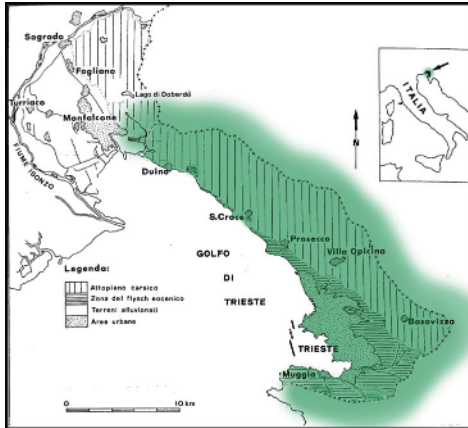 Sagrado
Fogliano
Lago di Doberdò
Turriaco
Monfalcone
FIUME ISONZO
Duino
S.Croce
Prosecco
Villa Opicina
GOLFO
DI
TRIESTE
Basovizza
TRIESTE
Muggia
N
ITALIA
Legenda:
Altopiano carsico
Zona del flysch eocenico
Terreni alluvionali
Aree urbane
0 10 km